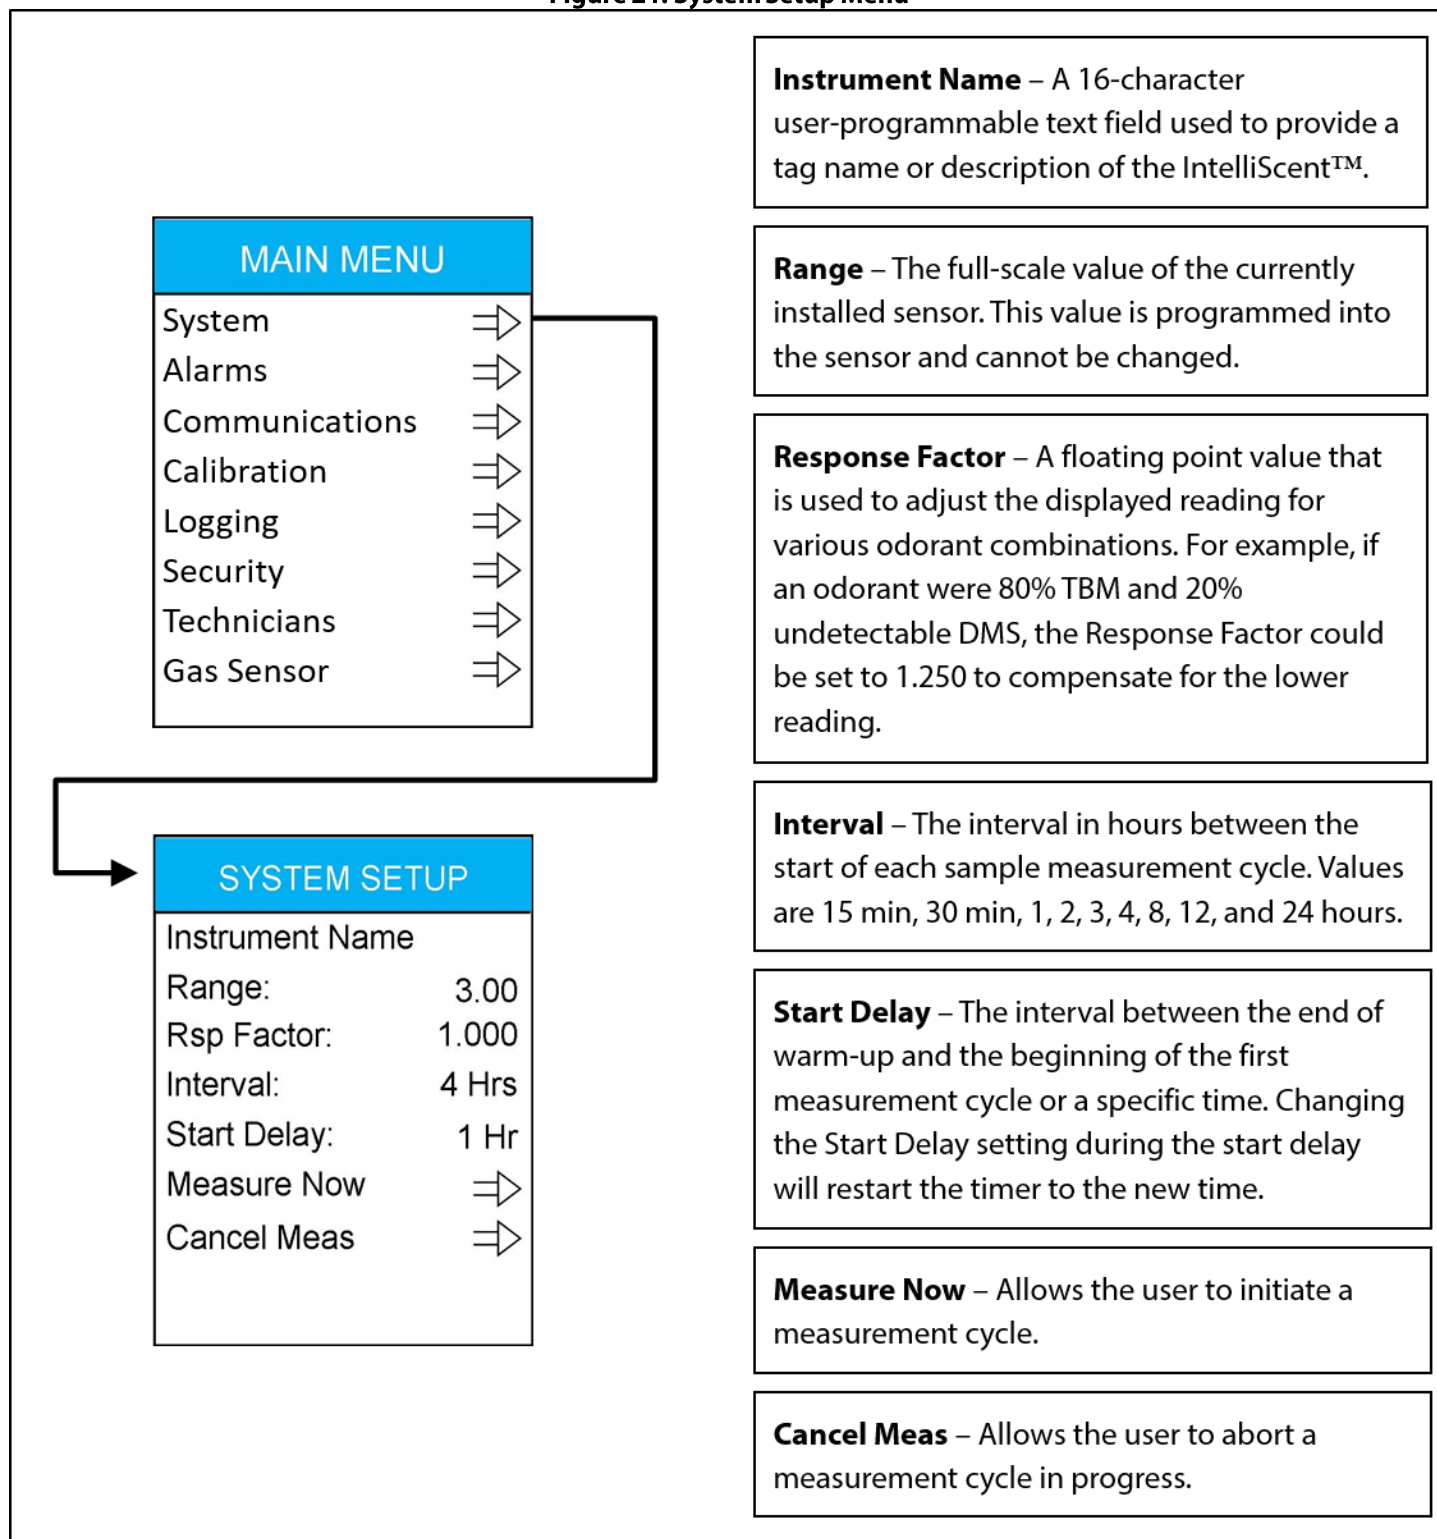 Figure 21: System Setup Menu
MAIN MENU
System
Alarms
Communications
Calibration
Logging
Security
Technicians
Gas Sensor
SYSTEM SETUP
Instrument Name
Range: 3.00
Rsp Factor: 1.000
Interval: 4 Hrs
Start Delay: 1 Hr
Measure Now
Cancel Meas
Instrument Name – A 16-character
user-programmable text field used to provide a
tag name or description of the IntelliScent™.
Range – The full-scale value of the currently
installed sensor. This value is programmed into
the sensor and cannot be changed.
Response Factor – A floating point value that
is used to adjust the displayed reading for
various odorant combinations. For example, if
an odorant were 80% TBM and 20%
undetectable DMS, the Response Factor could
be set to 1.250 to compensate for the lower
reading.
Interval – The interval in hours between the
start of each sample measurement cycle. Values
are 15 min, 30 min, 1, 2, 3, 4, 8, 12, and 24 hours.
Start Delay – The interval between the end of
warm-up and the beginning of the first
measurement cycle or a specific time. Changing
the Start Delay setting during the start delay
will restart the timer to the new time.
Measure Now – Allows the user to initiate a
measurement cycle.
Cancel Meas – Allows the user to abort a
measurement cycle in progress.